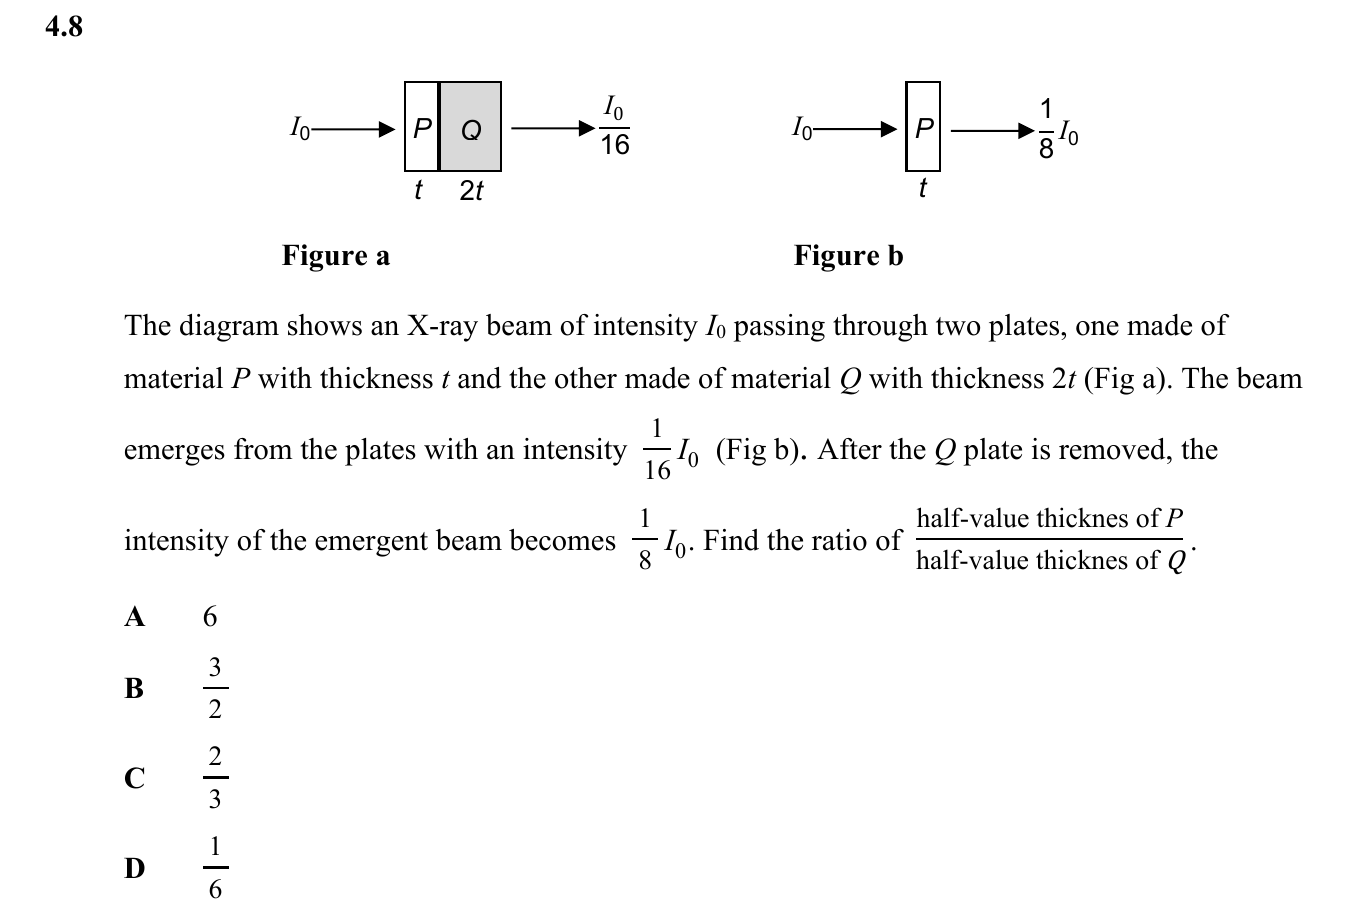 4.8
I₀ P Q I₀/16 I₀ P 1/8 I₀
t 2t t
Figure a Figure b
The diagram shows an X-ray beam of intensity I₀ passing through two plates, one made of
material P with thickness t and the other made of material Q with thickness 2t (Fig a). The beam
emerges from the plates with an intensity 1/16 I₀ (Fig b). After the Q plate is removed, the
intensity of the emergent beam becomes 1/8 I₀. Find the ratio of half-value thicknes of P / half-value thicknes of Q.
A 6
B 3/2
C 2/3
D 1/6